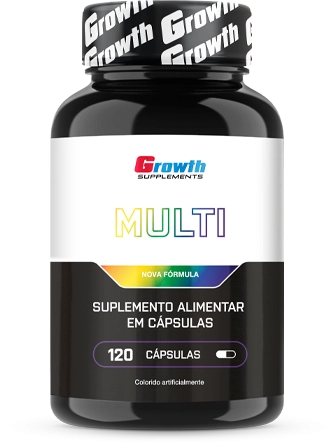 Growth
Growth
Growth
Growth
SUPPLEMENTS
MULTI
NOVA FÓRMULA
SUPLEMENTO ALIMENTAR
EM CÁPSULAS
120 CÁPSULAS
Colorido artificialmente